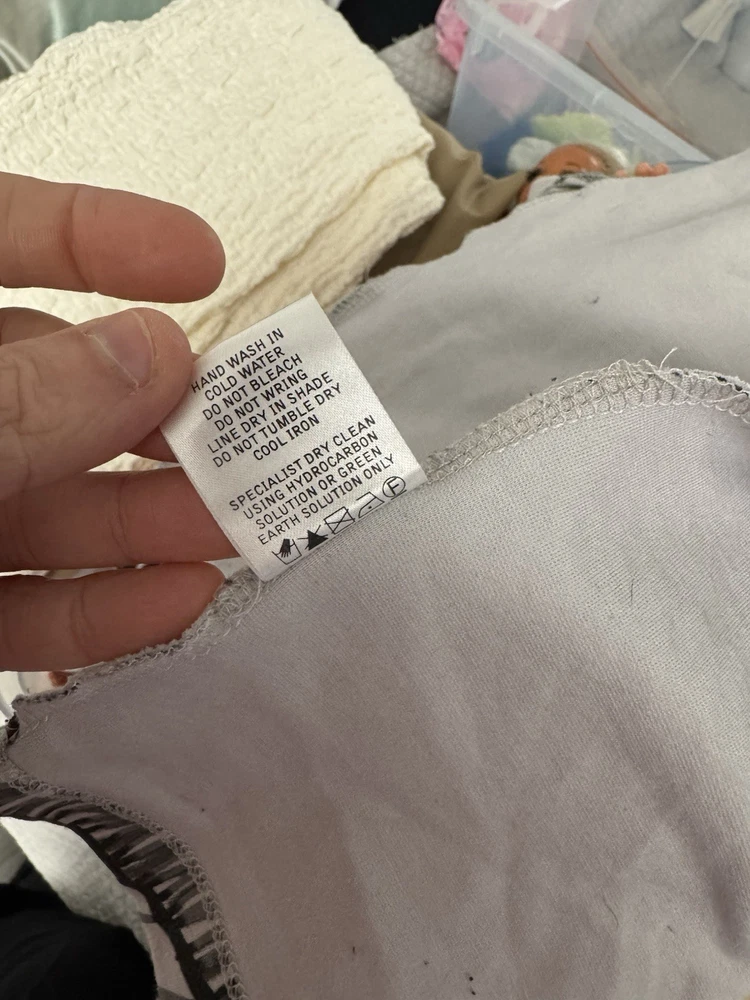 HAND WASH IN
COLD WATER
DO NOT BLEACH
DO NOT WRING
LINE DRY IN SHADE
DO NOT TUMBLE DRY
COOL IRON
SPECIALIST DRY CLEAN
USING HYDROCARBON
SOLUTION OR GREEN
EARTH SOLUTION ONLY
F